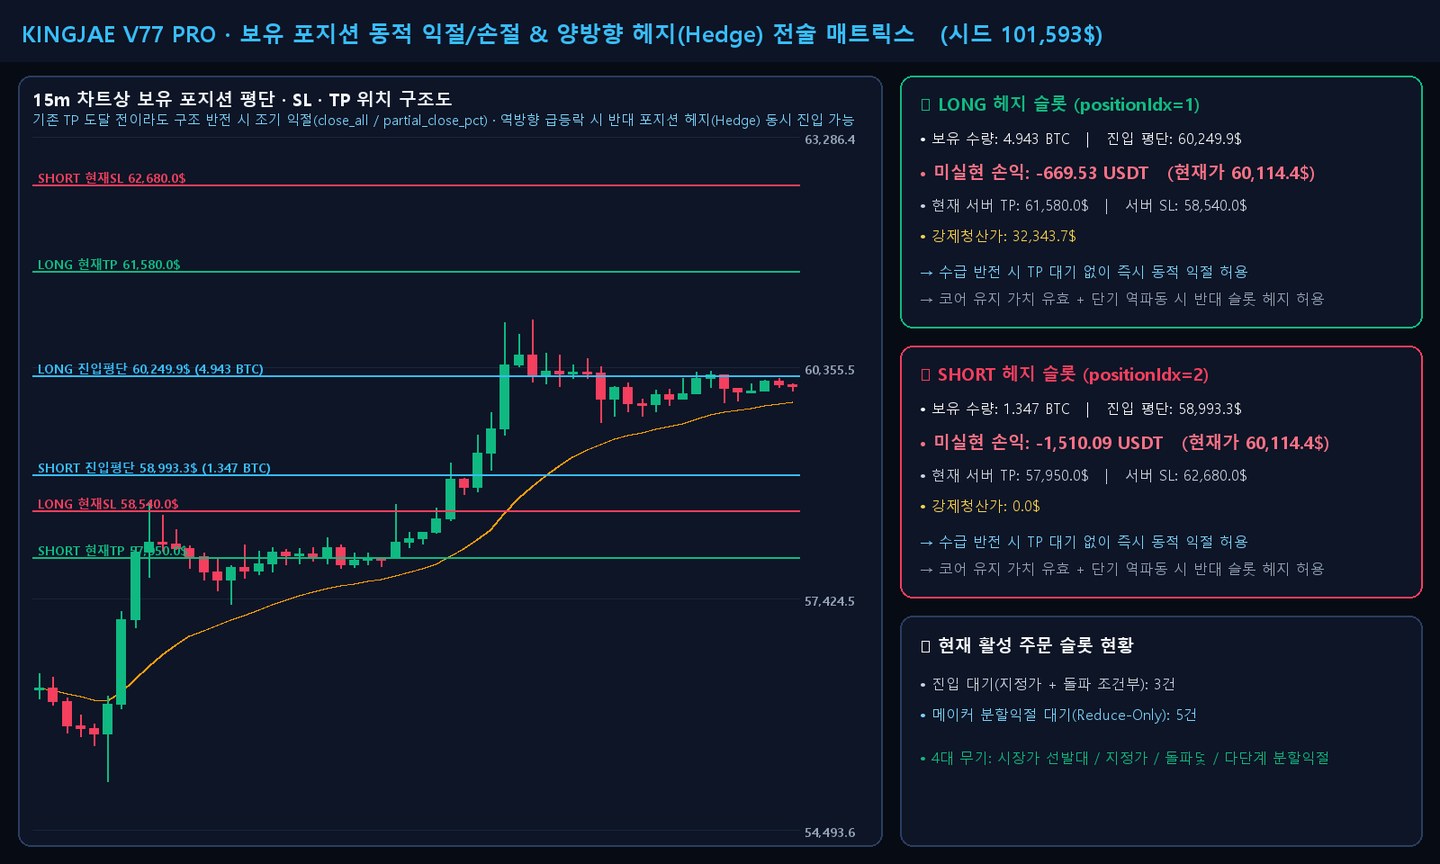 KINGJAE V77 PRO · 보유 포지션 동적 익절/손절 & 양방향 헤지(Hedge) 전술 매트릭스 (시드 101,593$)
15m 차트상 보유 포지션 평단 · SL · TP 위치 구조도
기존 TP 도달 전이라도 구조 반전 시 조기 익절(close_all / partial_close_pct) · 역방향 급등락 시 반대 포지션 헤지(Hedge) 동시 진입 가능
63,286.4
SHORT 현재SL 62,680.0$
LONG 현재TP 61,580.0$
LONG 진입평단 60,249.9$ (4.943 BTC)
60,355.5
SHORT 진입평단 58,993.3$ (1.347 BTC)
LONG 현재SL 58,540.0$
SHORT 현재TP 57,950.0$
57,424.5
54,493.6
LONG 헤지 슬롯 (positionIdx=1)
• 보유 수량: 4.943 BTC | 진입 평단: 60,249.9$
• 미실현 손익: -669.53 USDT (현재가 60,114.4$)
• 현재 서버 TP: 61,580.0$ | 서버 SL: 58,540.0$
• 강제청산가: 32,343.7$
→ 수급 반전 시 TP 대기 없이 즉시 동적 익절 허용
→ 코어 유지 가치 유효 + 단기 역파동 시 반대 슬롯 헤지 허용
SHORT 헤지 슬롯 (positionIdx=2)
• 보유 수량: 1.347 BTC | 진입 평단: 58,993.3$
• 미실현 손익: -1,510.09 USDT (현재가 60,114.4$)
• 현재 서버 TP: 57,950.0$ | 서버 SL: 62,680.0$
• 강제청산가: 0.0$
→ 수급 반전 시 TP 대기 없이 즉시 동적 익절 허용
→ 코어 유지 가치 유효 + 단기 역파동 시 반대 슬롯 헤지 허용
현재 활성 주문 슬롯 현황
• 진입 대기(지정가 + 돌파 조건부): 3건
• 메이커 분할익절 대기(Reduce-Only): 5건
• 4대 무기: 시장가 선발대 / 지정가 / 돌파덫 / 다단계 분할익절